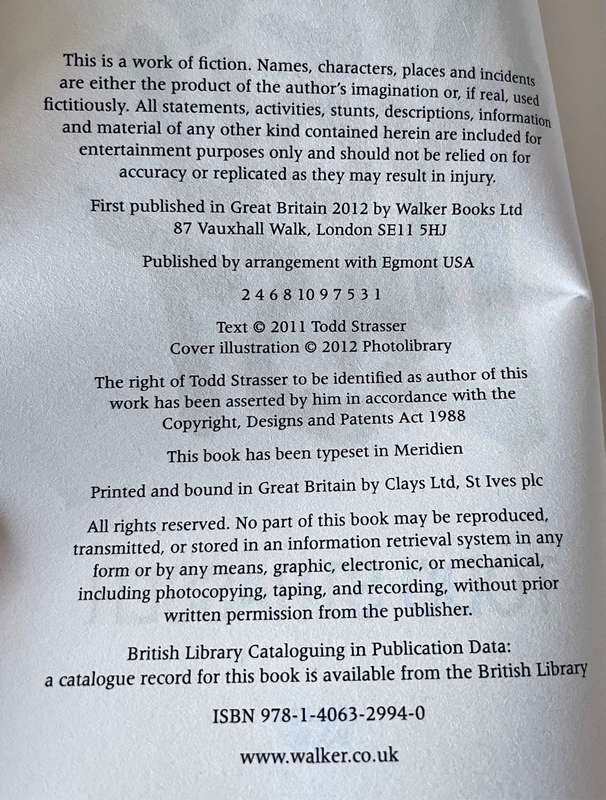 This is a work of fiction. Names, characters, places and incidents
are either the product of the author's imagination or, if real, used
fictitiously. All statements, activities, stunts, descriptions, information
and material of any other kind contained herein are included for
entertainment purposes only and should not be relied on for
accuracy or replicated as they may result in injury.
First published in Great Britain 2012 by Walker Books Ltd
87 Vauxhall Walk, London SE11 5HJ
Published by arrangement with Egmont USA
2 4 6 8 10 9 7 5 3 1
Text © 2011 Todd Strasser
Cover illustration © 2012 Photolibrary
The right of Todd Strasser to be identified as author of this
work has been asserted by him in accordance with the
Copyright, Designs and Patents Act 1988
This book has been typeset in Meridien
Printed and bound in Great Britain by Clays Ltd, St Ives plc
All rights reserved. No part of this book may be reproduced,
transmitted, or stored in an information retrieval system in any
form or by any means, graphic, electronic, or mechanical,
including photocopying, taping, and recording, without prior
written permission from the publisher.
British Library Cataloguing in Publication Data:
a catalogue record for this book is available from the British Library
ISBN 978-1-4063-2994-0
www.walker.co.uk